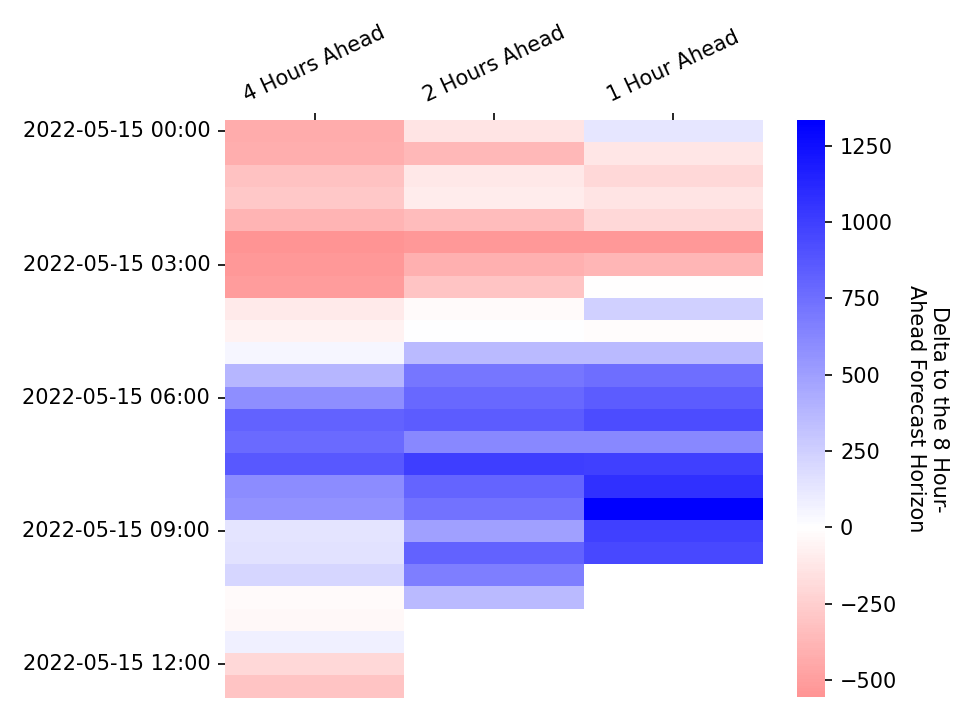 4 Hours Ahead
2 Hours Ahead
1 Hour Ahead
2022-05-15 00:00
2022-05-15 03:00
2022-05-15 06:00
2022-05-15 09:00
2022-05-15 12:00
1250
1000
750
500
250
0
−250
−500
Delta to the 8 Hour-
Ahead Forecast Horizon